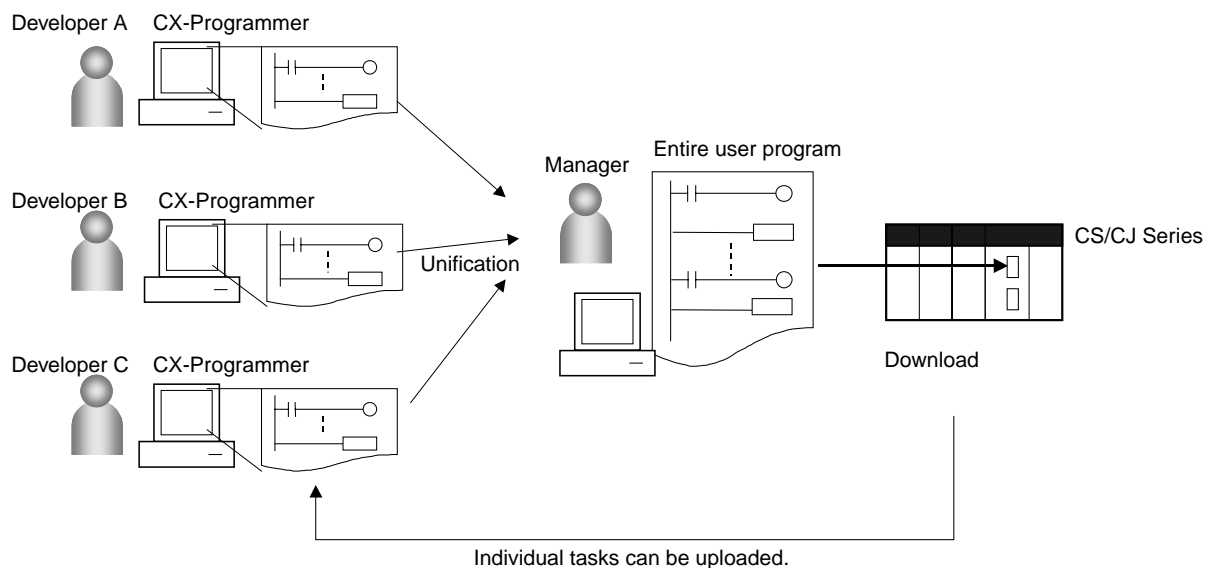 Developer A CX-Programmer
Developer B CX-Programmer
Developer C CX-Programmer
Unification
Manager
Entire user program
CS/CJ Series
Download
Individual tasks can be uploaded.